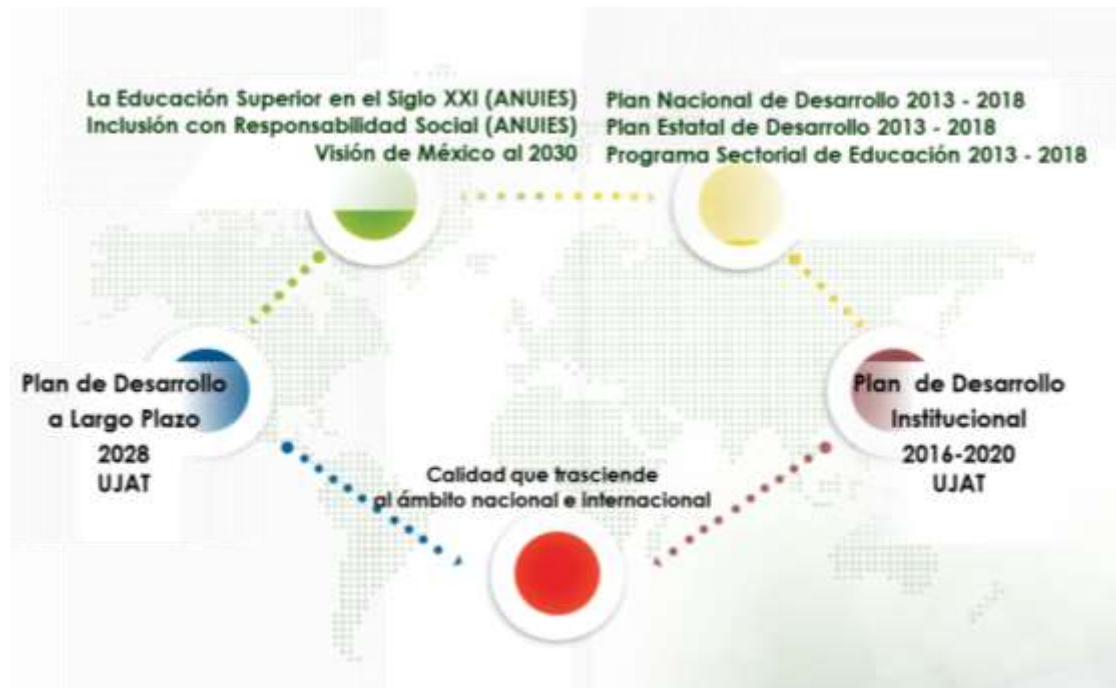 La Educación Superior en el Siglo XXI (ANUIES)
Inclusión con Responsabilidad Social (ANUIES)
Visión de México al 2030
Plan Nacional de Desarrollo 2013 - 2018
Plan Estatal de Desarrollo 2013 - 2018
Programa Sectorial de Educación 2013 - 2018
Plan de Desarrollo
a Largo Plazo
2028
UJAT
Plan de Desarrollo
Institucional
2016-2020
UJAT
Calidad que trasciende
al ámbito nacional e internacional